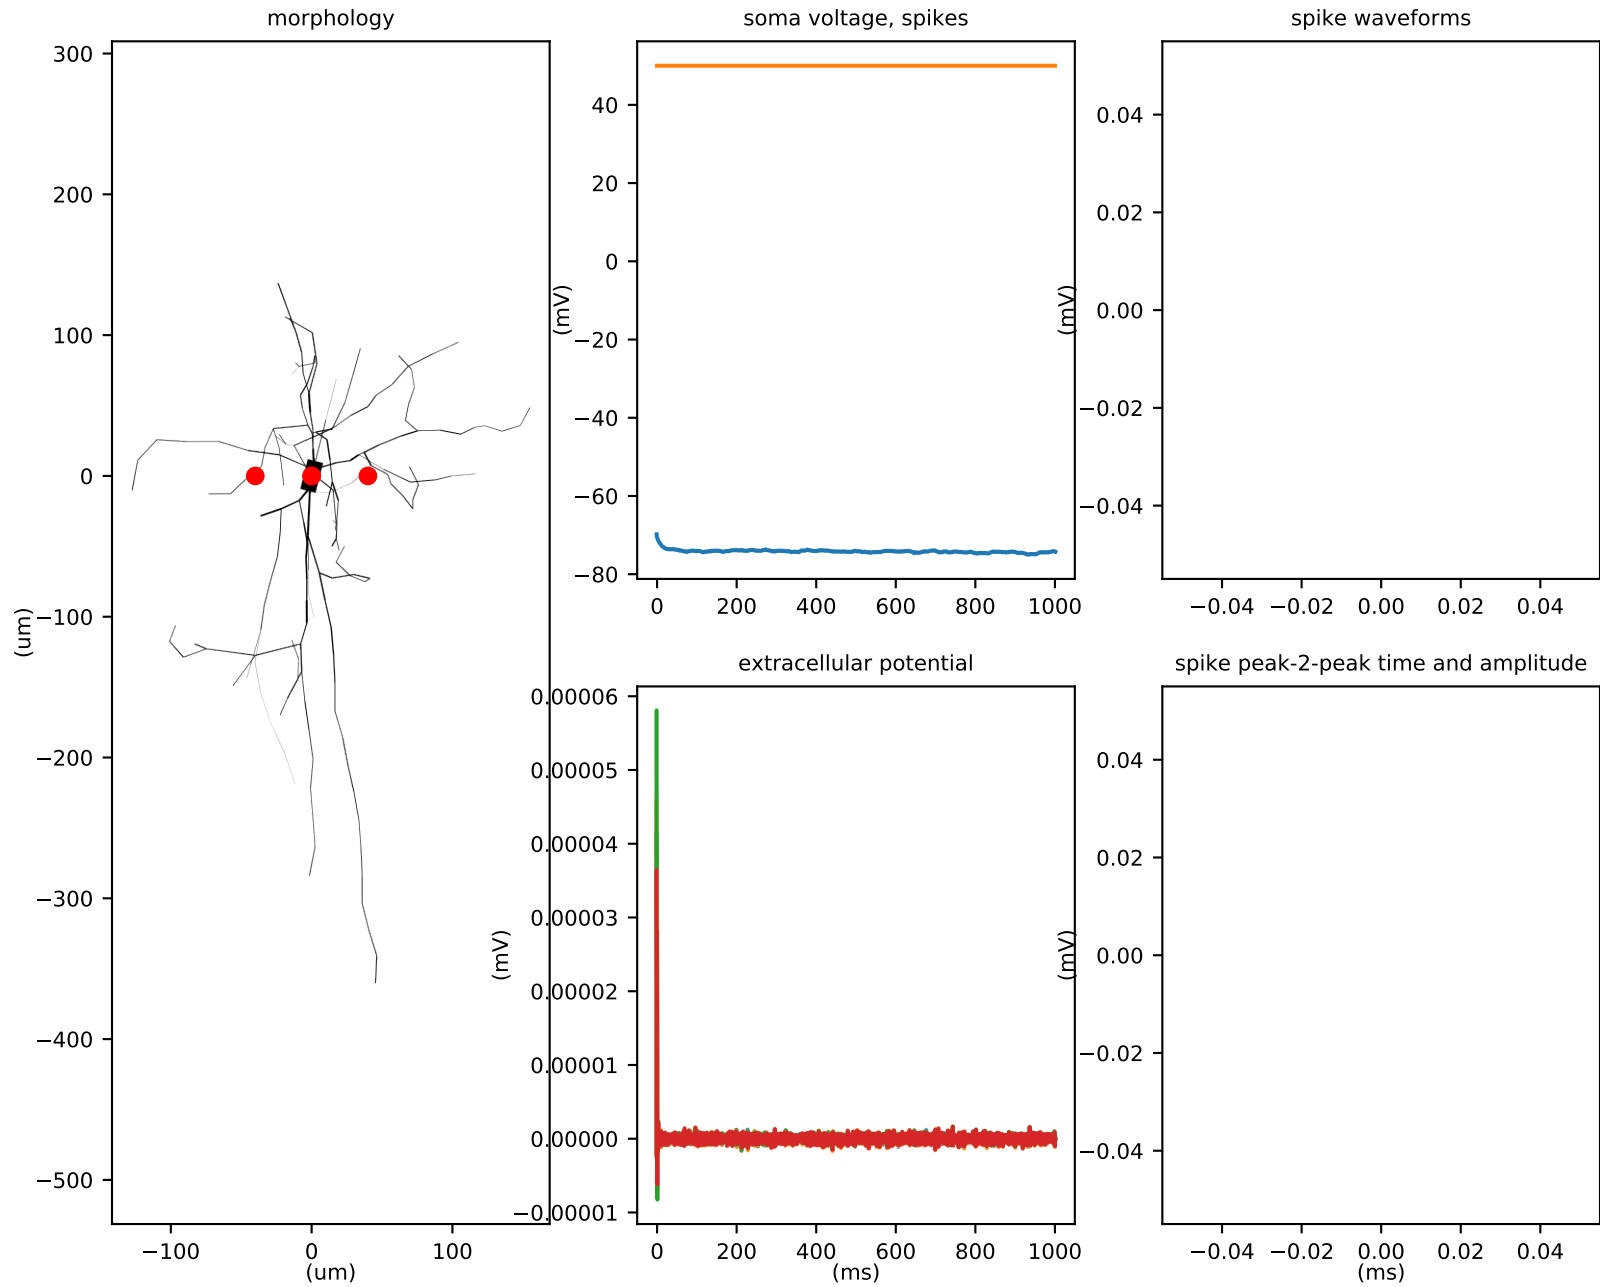 morphology
300
200
100
0
−100
−200
−300
−400
−500
(um)
−100 0 100
(um)
soma voltage, spikes
40
20
0
−20
−40
−60
−80
(mV)
0 200 400 600 800 1000
spike waveforms
0.04
0.02
0.00
−0.02
−0.04
(mV)
−0.04 −0.02 0.00 0.02 0.04
extracellular potential
0.00006
0.00005
0.00004
0.00003
0.00002
0.00001
0.00000
−0.00001
(mV)
0 200 400 600 800 1000
(ms)
spike peak-2-peak time and amplitude
0.04
0.02
0.00
−0.02
−0.04
(mV)
−0.04 −0.02 0.00 0.02 0.04
(ms)